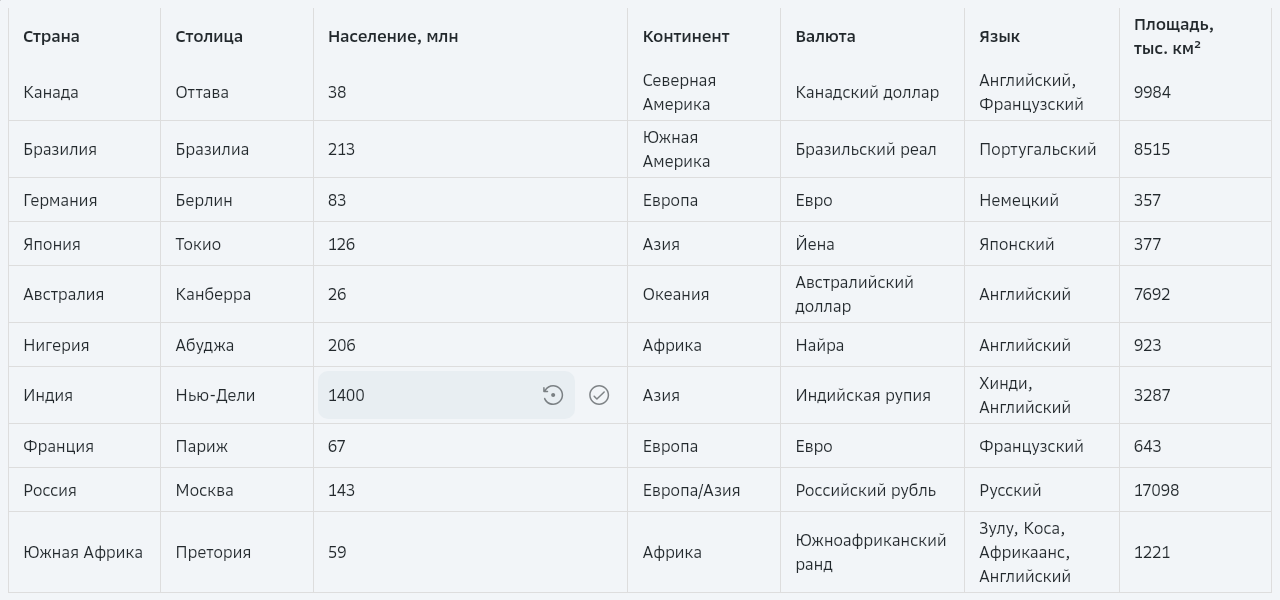 Страна Столица Население, млн Континент Валюта Язык Площадь, тыс. км²
Канада Оттава 38 Северная Америка Канадский доллар Английский, Французский 9984
Бразилия Бразилиа 213 Южная Америка Бразильский реал Португальский 8515
Германия Берлин 83 Европа Евро Немецкий 357
Япония Токио 126 Азия Йена Японский 377
Австралия Канберра 26 Океания Австралийский доллар Английский 7692
Нигерия Абуджа 206 Африка Найра Английский 923
Индия Нью-Дели 1400 Азия Индийская рупия Хинди, Английский 3287
Франция Париж 67 Европа Евро Французский 643
Россия Москва 143 Европа/Азия Российский рубль Русский 17098
Южная Африка Претория 59 Африка Южноафриканский ранд Зулу, Коса, Африкаанс, Английский 1221